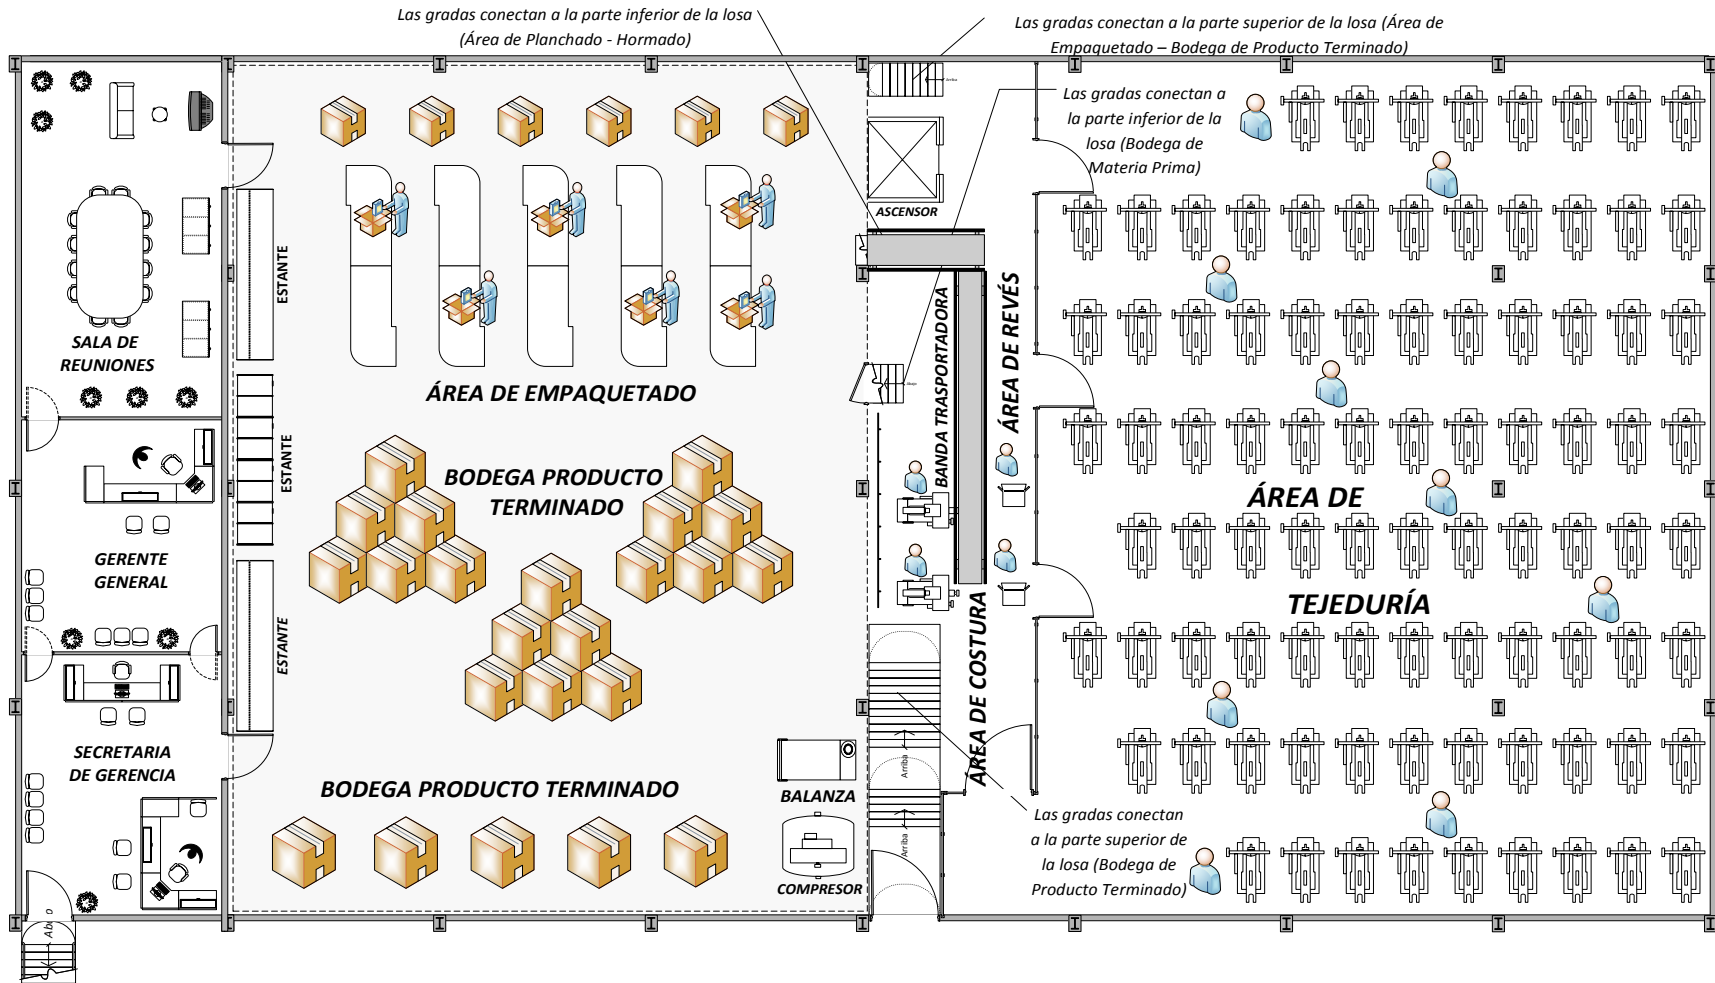 Las gradas conectan a la parte inferior de la losa
(Área de Planchado - Hormado)
Las gradas conectan a la parte superior de la losa (Área de
Empaquetado – Bodega de Producto Terminado)
Arriba
Las gradas conectan a
la parte inferior de la
losa (Bodega de
Materia Prima)
ASCENSOR
ESTANTE
SALA DE
REUNIONES
ÁREA DE EMPAQUETADO
Abajo
BANDA TRASPORTADORA
ÁREA DE REVÉS
ESTANTE
BODEGA PRODUCTO
TERMINADO
ÁREA DE
TEJEDURÍA
GERENTE
GENERAL
ESTANTE
ÁREA DE COSTURA
SECRETARIA
DE GERENCIA
Arriba
BODEGA PRODUCTO TERMINADO
BALANZA
Arriba
COMPRESOR
Las gradas conectan
a la parte superior de
la losa (Bodega de
Producto Terminado)